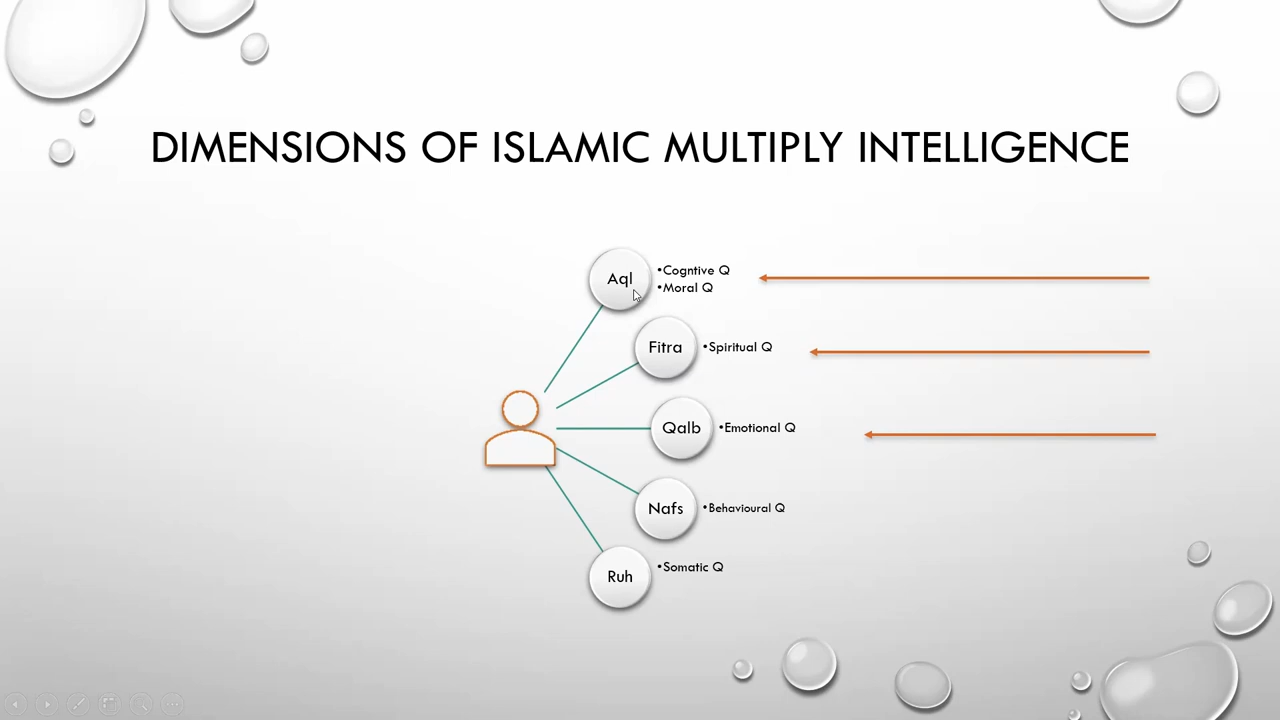 DIMENSIONS OF ISLAMIC MULTIPLY INTELLIGENCE
Aql
•Cogntive Q
•Moral Q
Fitra
•Spiritual Q
Qalb
•Emotional Q
Nafs
•Behavioural Q
Ruh
•Somatic Q